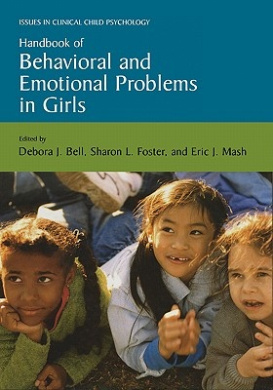 ISSUES IN CLINICAL CHILD PSYCHOLOGY
Handbook of
Behavioral and
Emotional Problems
in Girls
Edited by
Debora J. Bell, Sharon L. Foster, and Eric J. Mash